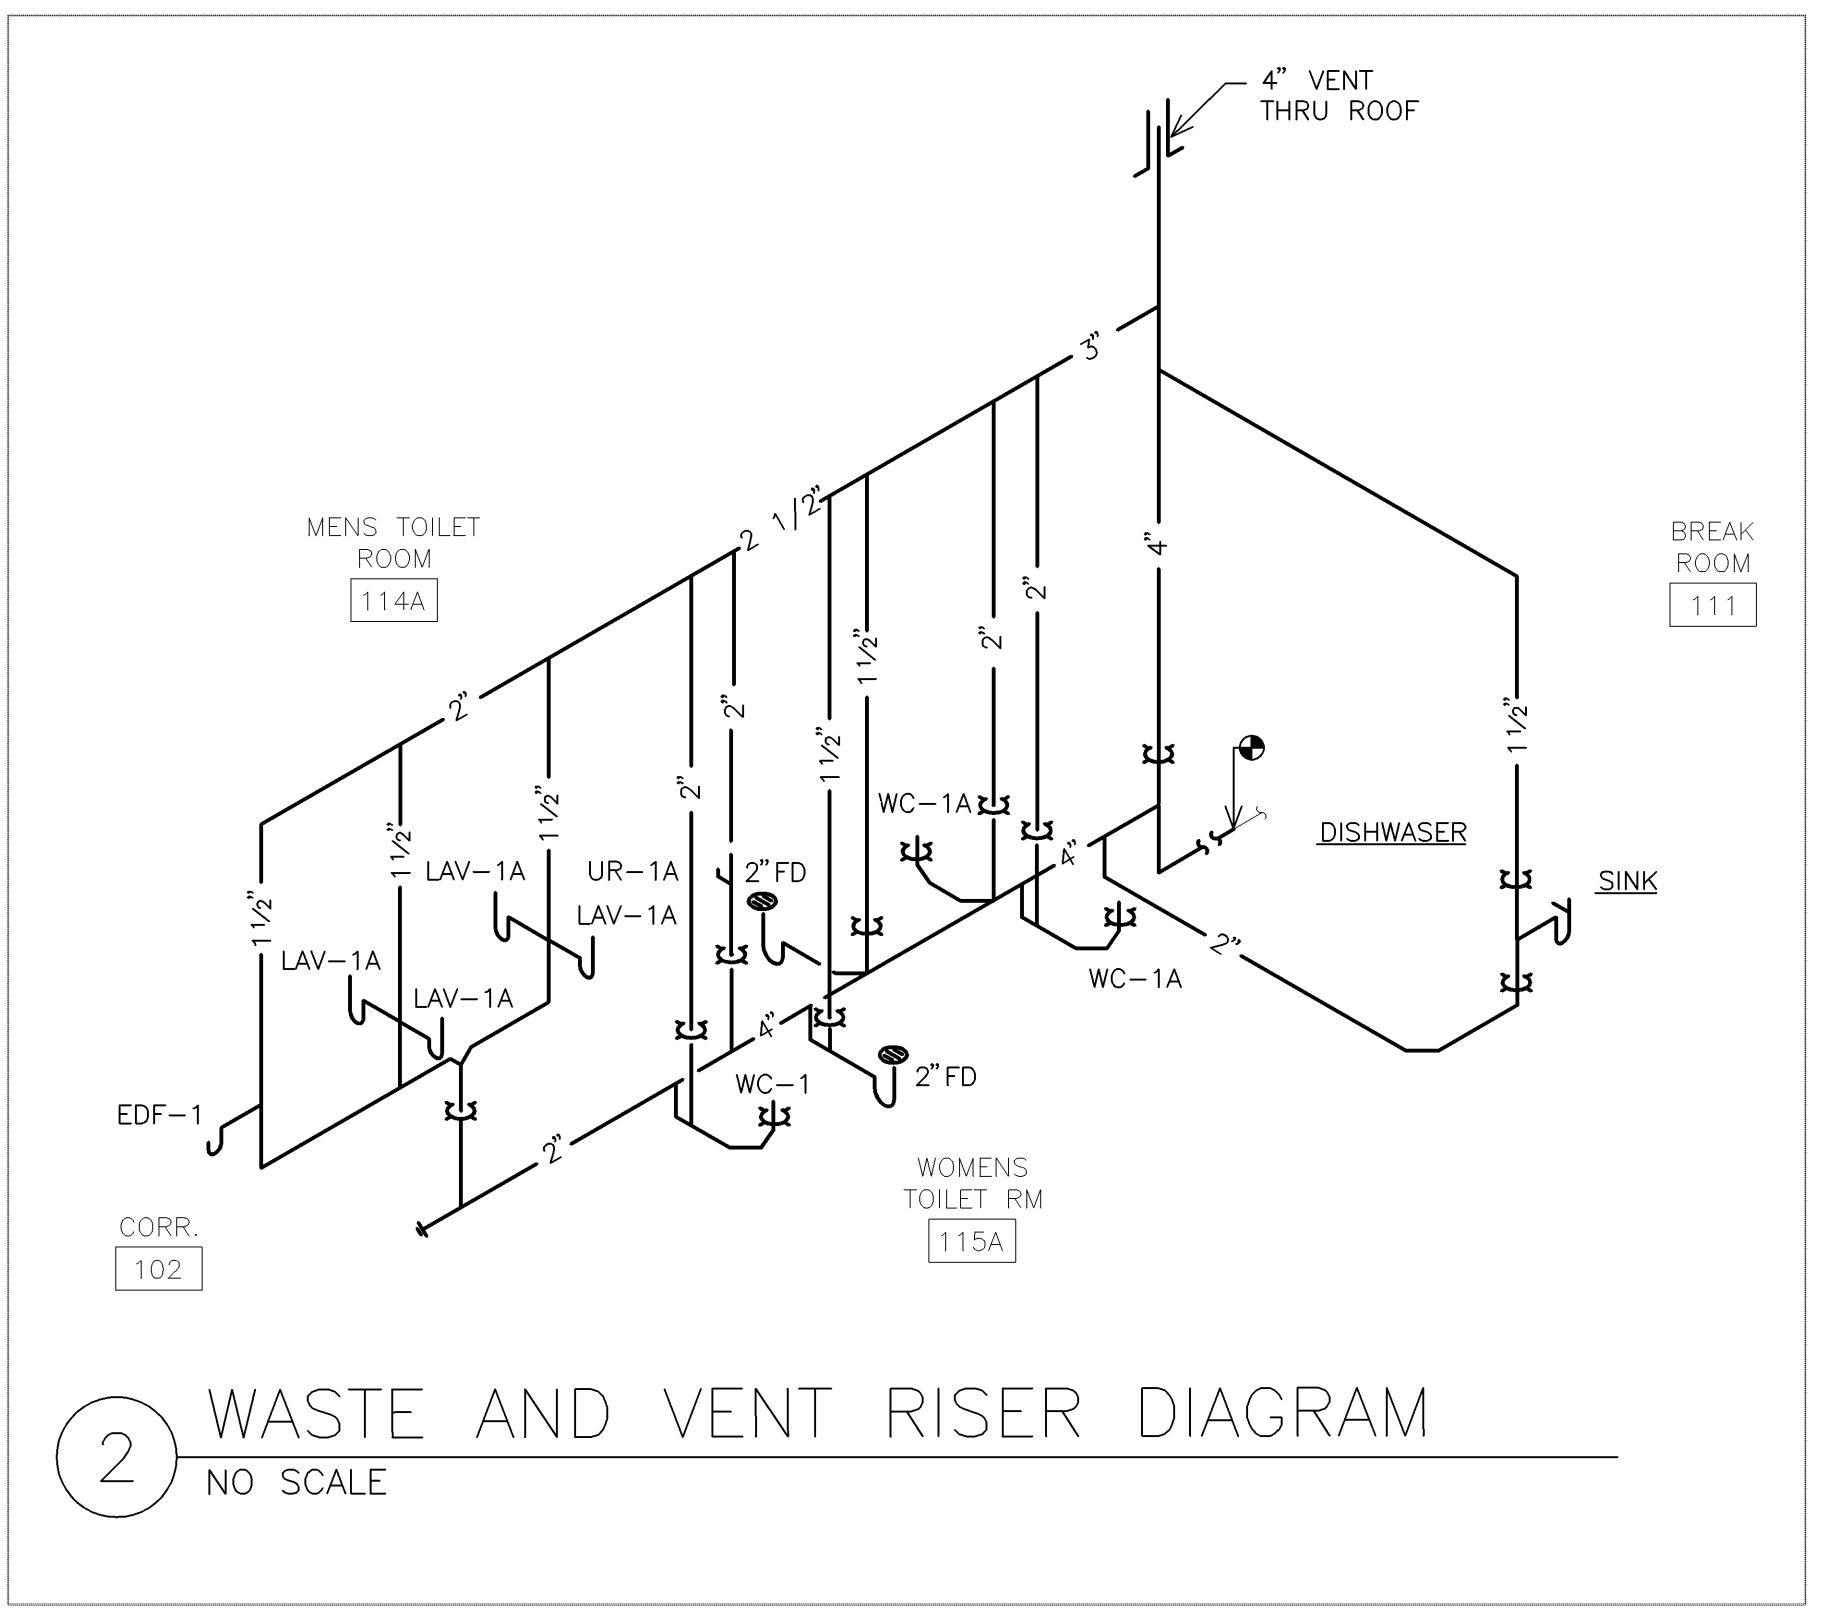 4" VENT
THRU ROOF
3"
2 1/2"
MENS TOILET
ROOM
114A
BREAK
ROOM
111
4"
2"
2"
1 1/2"
2"
2"
1 1/2"
1 1/2"
2"
1 1/2"
1 1/2"
WC-1A
DISHWASER
4"
LAV-1A
UR-1A
2" FD
SINK
1 1/2"
LAV-1A
2"
LAV-1A
LAV-1A
WC-1A
4"
WC-1
2" FD
EDF-1
2"
WOMENS
TOILET RM
115A
CORR.
102
2
WASTE AND VENT RISER DIAGRAM
NO SCALE